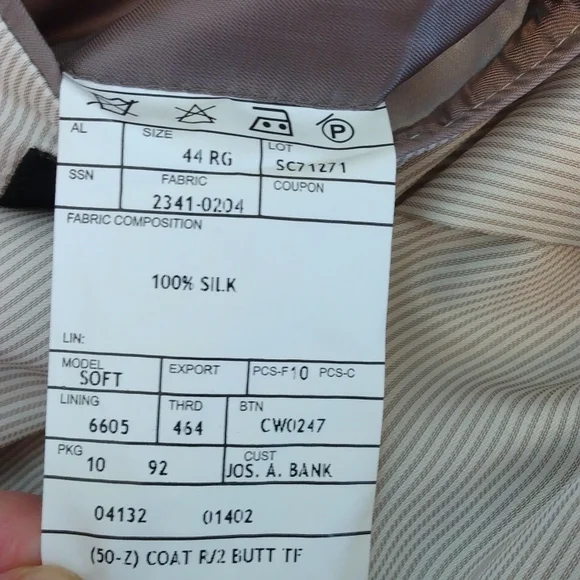 P
AL SIZE LOT
44 RG SC71271
SSN FABRIC COUPON
2341-0204
FABRIC COMPOSITION
100% SILK
LIN:
MODEL EXPORT PCS-F10 PCS-C
SOFT
LINING THRD BTN
6605 464 CW0247
PKG CUST
10 92 JOS. A. BANK
04132 01402
(50-Z) COAT R/2 BUTT TF